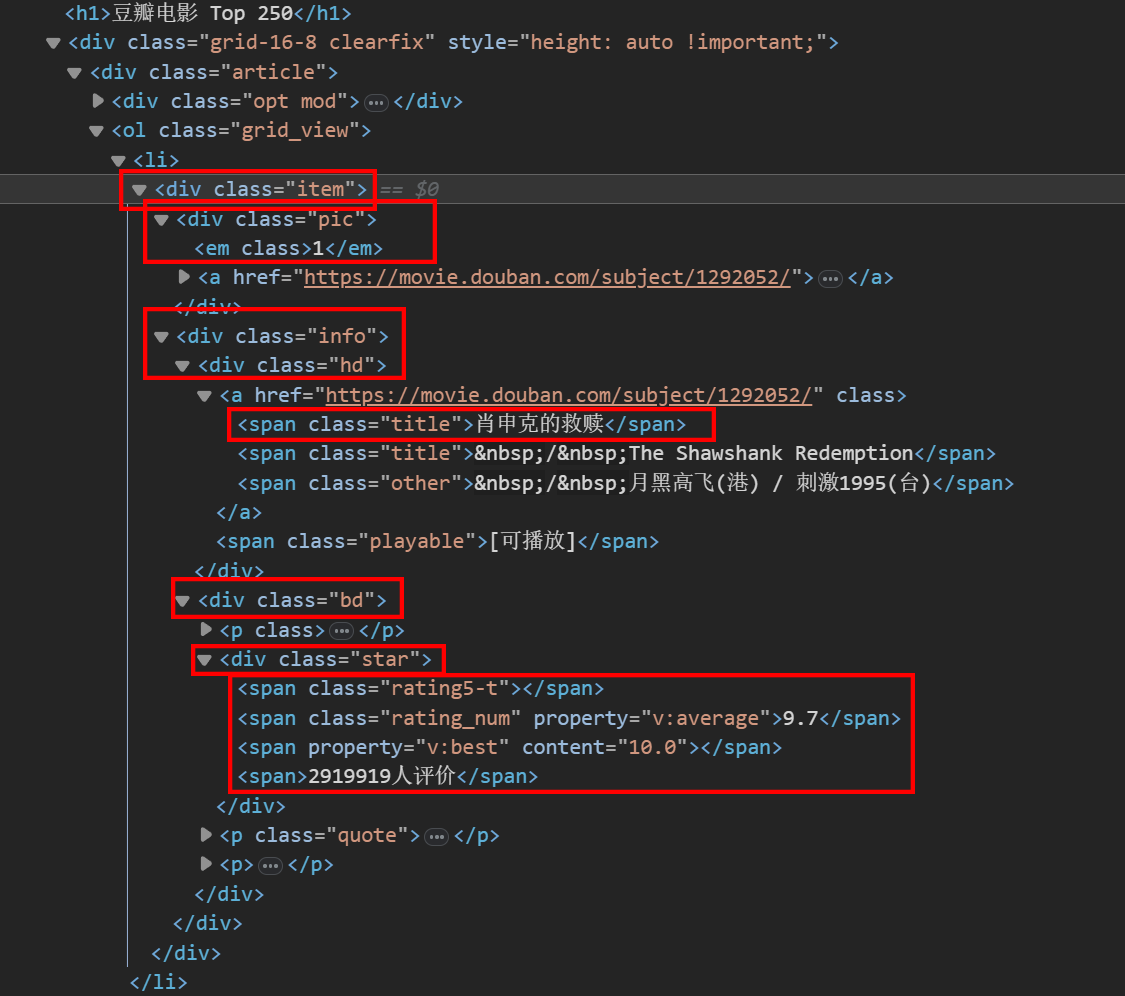 <h1>豆瓣电影 Top 250</h1>
<div class="grid-16-8 clearfix" style="height: auto !important;">
<div class="article">
<div class="opt mod">…</div>
<ol class="grid_view">
<li>
<div class="item"> == $0
<div class="pic">
<em class>1</em>
<a href="https://movie.douban.com/subject/1292052/">…</a>
</div>
<div class="info">
<div class="hd">
<a href="https://movie.douban.com/subject/1292052/" class>
<span class="title">肖申克的救赎</span>
<span class="title">&nbsp;/&nbsp;The Shawshank Redemption</span>
<span class="other">&nbsp;/&nbsp;月黑高飞(港) / 刺激1995(台)</span>
</a>
<span class="playable">[可播放]</span>
</div>
<div class="bd">
<p class>…</p>
<div class="star">
<span class="rating5-t"></span>
<span class="rating_num" property="v:average">9.7</span>
<span property="v:best" content="10.0"></span>
<span>2919919人评价</span>
</div>
<p class="quote">…</p>
<p>…</p>
</div>
</div>
</div>
</li>